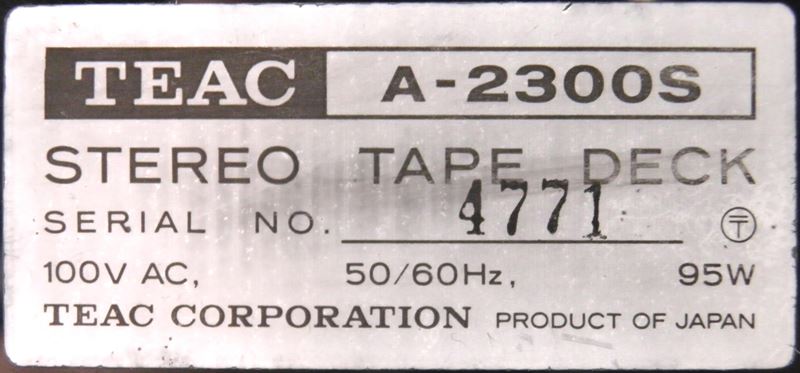 TEAC A-2300S
STEREO TAPE DECK
SERIAL NO. 4771 〒
100V AC, 50/60Hz, 95W
TEAC CORPORATION PRODUCT OF JAPAN